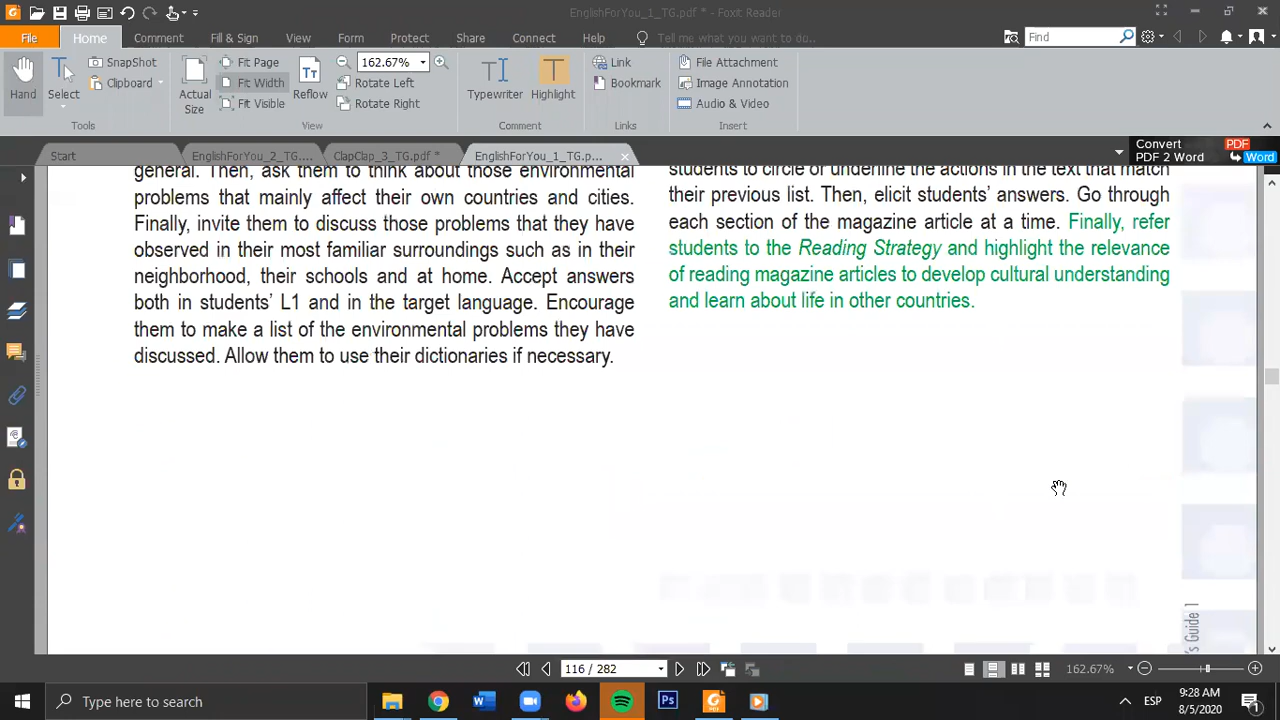 EnglishForYou_1_TG.pdf * - Foxit Reader
File Home Comment Fill & Sign View Form Protect Share Connect Help Tell me what you want to do... Find
Hand
Select
SnapShot
Clipboard
Tools
Actual Size
Fit Page
Fit Width
Fit Visible
Reflow
162.67%
Rotate Left
Rotate Right
View
Typewriter
Highlight
Comment
Link
Bookmark
Links
File Attachment
Image Annotation
Audio & Video
Insert
Start EnglishForYou_2_TG.... ClapClap_3_TG.pdf * EnglishForYou_1_TG.p...
Convert PDF
PDF 2 Word Word
general. Then, ask them to think about those environmental
problems that mainly affect their own countries and cities.
Finally, invite them to discuss those problems that they have
observed in their most familiar surroundings such as in their
neighborhood, their schools and at home. Accept answers
both in students' L1 and in the target language. Encourage
them to make a list of the environmental problems they have
discussed. Allow them to use their dictionaries if necessary.
students to circle or underline the actions in the text that match
their previous list. Then, elicit students' answers. Go through
each section of the magazine article at a time. Finally, refer
students to the Reading Strategy and highlight the relevance
of reading magazine articles to develop cultural understanding
and learn about life in other countries.
's Guide 1
116 / 282
162.67%
Type here to search
ESP
9:28 AM
8/5/2020
1